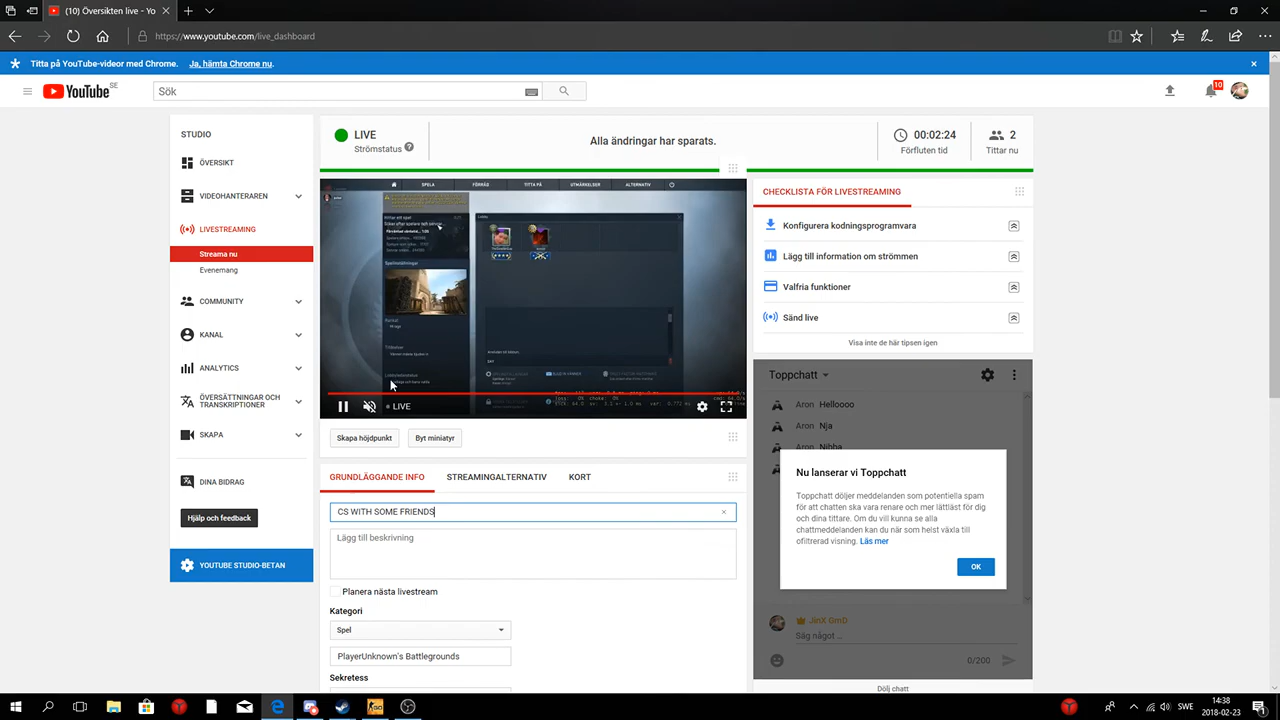 (10) Översikten live - Yo
https://www.youtube.com/live_dashboard
Titta på YouTube-videor med Chrome. Ja, hämta Chrome nu.
YouTube SE
Sök
10
STUDIO
ÖVERSIKT
VIDEOHANTERAREN
LIVESTREAMING
Streama nu
Evenemang
COMMUNITY
KANAL
ANALYTICS
ÖVERSÄTTNINGAR OCH
TRANSKRIPTIONER
SKAPA
DINA BIDRAG
Hjälp och feedback
YOUTUBE STUDIO-BETAN
LIVE
Strömstatus
Alla ändringar har sparats.
00:02:24
Förfluten tid
2
Tittar nu
SPELA
FÖRRÅD
TITTA PÅ
UTMÄRKELSER
ALTERNATIV
LIVE
Skapa höjdpunkt
Byt miniatyr
GRUNDLÄGGANDE INFO
STREAMINGALTERNATIV
KORT
CS WITH SOME FRIENDS
Lägg till beskrivning
Planera nästa livestream
Kategori
Spel
PlayerUnknown's Battlegrounds
Sekretess
CHECKLISTA FÖR LIVESTREAMING
Konfigurera kodningsprogramvara
Lägg till information om strömmen
Valfria funktioner
Sänd live
Visa inte de här tipsen igen
Toppchatt
Aron Helloooo
Aron Nja
Aron Nibba
Nu lanserar vi Toppchatt
Toppchatt döljer meddelanden som potentiella spam
för att chatten ska vara renare och mer lättläst för dig
och dina tittare. Om du vill kunna se alla
chattmeddelanden kan du när som helst växla till
ofiltrerad visning. Läs mer
OK
JinX GmD
Säg något ...
0/200
Dölj chatt
SWE
14:38
2018-02-23